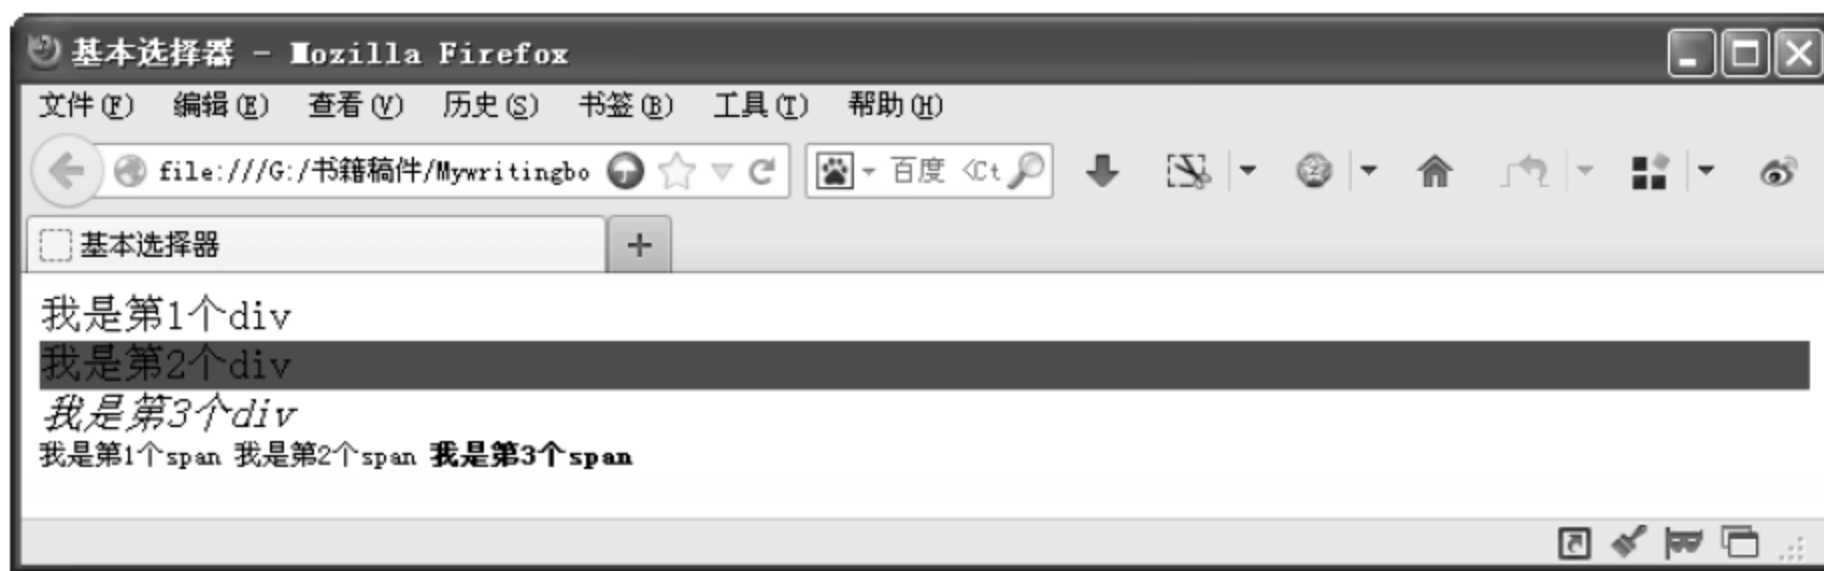 基本选择器 - Mozilla Firefox
文件(F) 编辑(E) 查看(V) 历史(S) 书签(B) 工具(T) 帮助(H)
file:///G:/书籍稿件/Mywritingbo 百度 <Ct
基本选择器
我是第1个div
我是第2个div
我是第3个div
我是第1个span 我是第2个span 我是第3个span